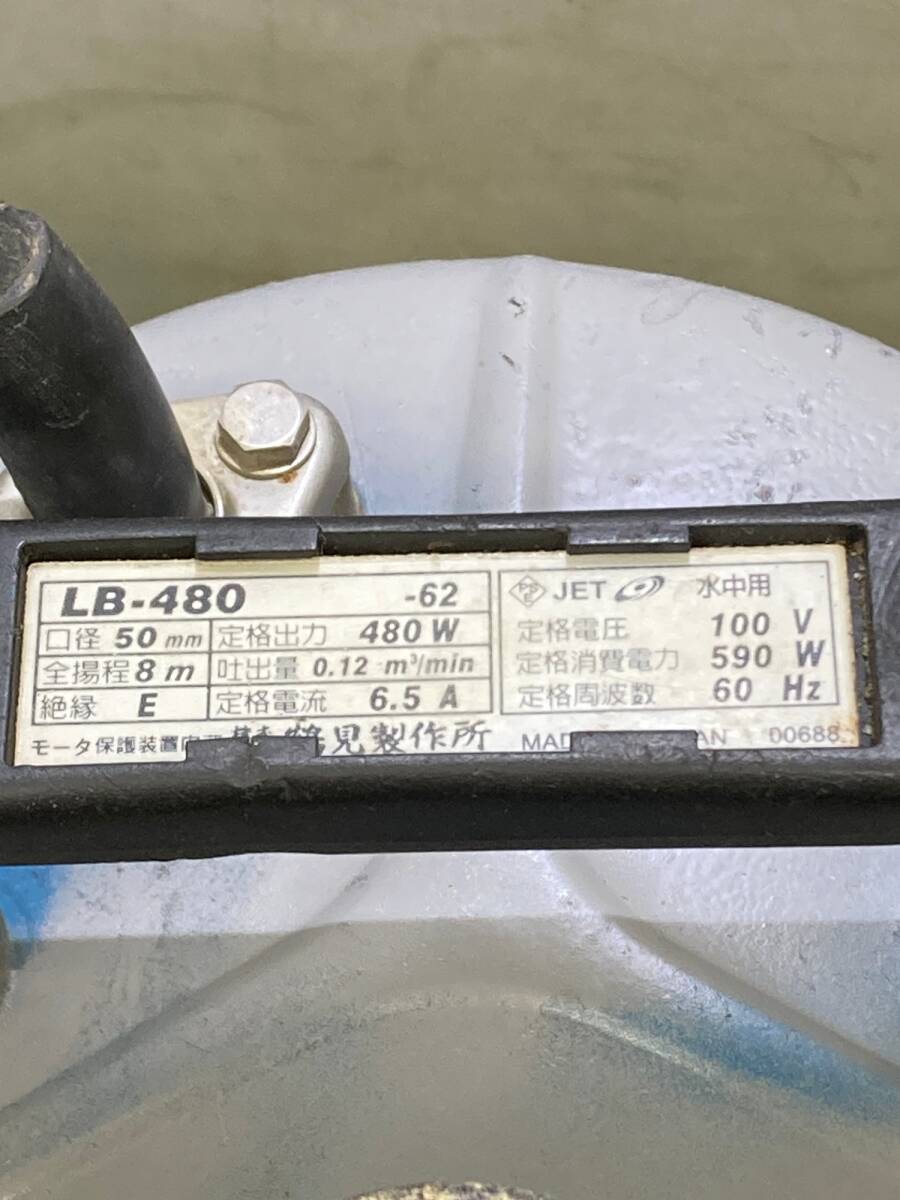 LB-480 -62
口径 50 mm 定格出力 480 W
全揚程 8 m 吐出量 0.12 m³/min
絶縁 E 定格電流 6.5 A
PS E JET 水中用
定格電圧 100 V
定格消費電力 590 W
定格周波数 60 Hz
モータ保護装置 鶴見製作所 MAD AN 00688